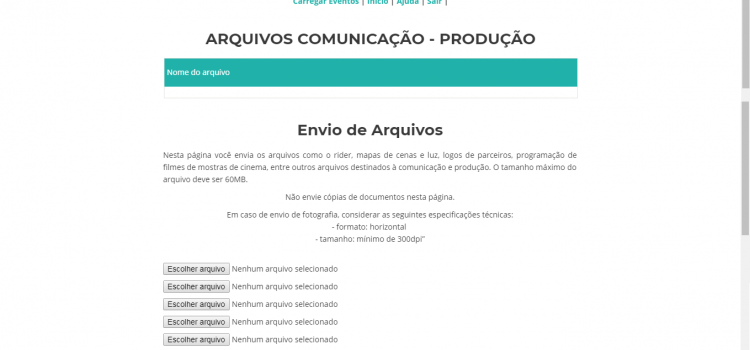 Carregar Eventos | Início | Ajuda | Sair |
ARQUIVOS COMUNICAÇÃO - PRODUÇÃO
Nome do arquivo
Envio de Arquivos
Nesta página você envia os arquivos como o rider, mapas de cenas e luz, logos de parceiros, programação de
filmes de mostras de cinema, entre outros arquivos destinados à comunicação e produção. O tamanho máximo do
arquivo deve ser 60MB.
Não envie cópias de documentos nesta página.
Em caso de envio de fotografia, considerar as seguintes especificações técnicas:
- formato: horizontal
- tamanho: mínimo de 300dpi"
Escolher arquivo Nenhum arquivo selecionado
Escolher arquivo Nenhum arquivo selecionado
Escolher arquivo Nenhum arquivo selecionado
Escolher arquivo Nenhum arquivo selecionado
Escolher arquivo Nenhum arquivo selecionado